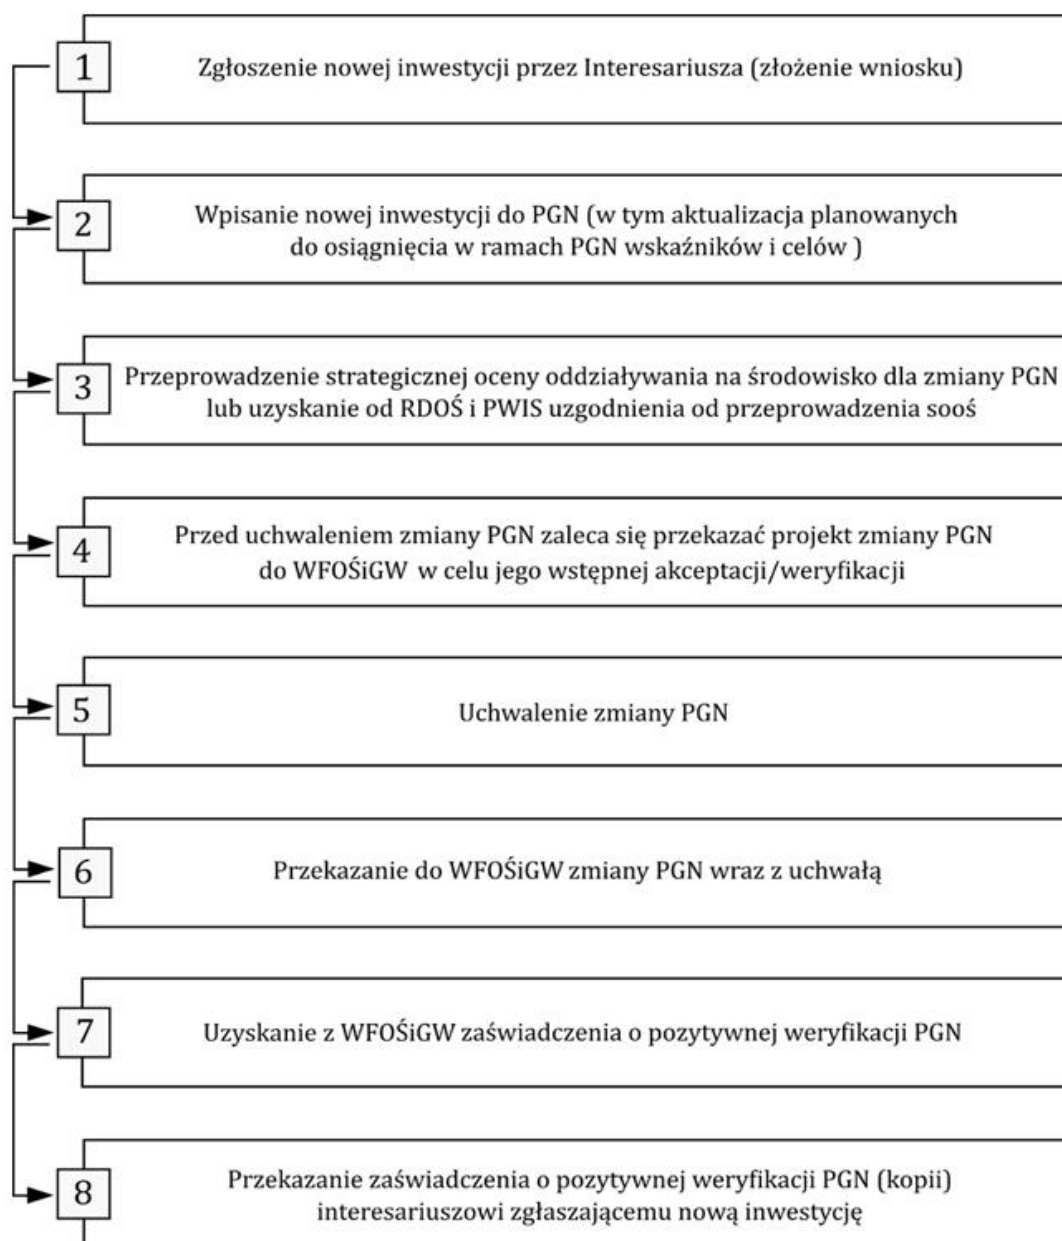 1
Zgłoszenie nowej inwestycji przez Interesariusza (złożenie wniosku)
2
Wpisanie nowej inwestycji do PGN (w tym aktualizacja planowanych
do osiągnięcia w ramach PGN wskaźników i celów )
3
Przeprowadzenie strategicznej oceny oddziaływania na środowisko dla zmiany PGN
lub uzyskanie od RDOŚ i PWIS uzgodnienia od przeprowadzenia sooś
4
Przed uchwaleniem zmiany PGN zaleca się przekazać projekt zmiany PGN
do WFOŚiGW w celu jego wstępnej akceptacji/weryfikacji
5
Uchwalenie zmiany PGN
6
Przekazanie do WFOŚiGW zmiany PGN wraz z uchwałą
7
Uzyskanie z WFOŚiGW zaświadczenia o pozytywnej weryfikacji PGN
8
Przekazanie zaświadczenia o pozytywnej weryfikacji PGN (kopii)
interesariuszowi zgłaszającemu nową inwestycję